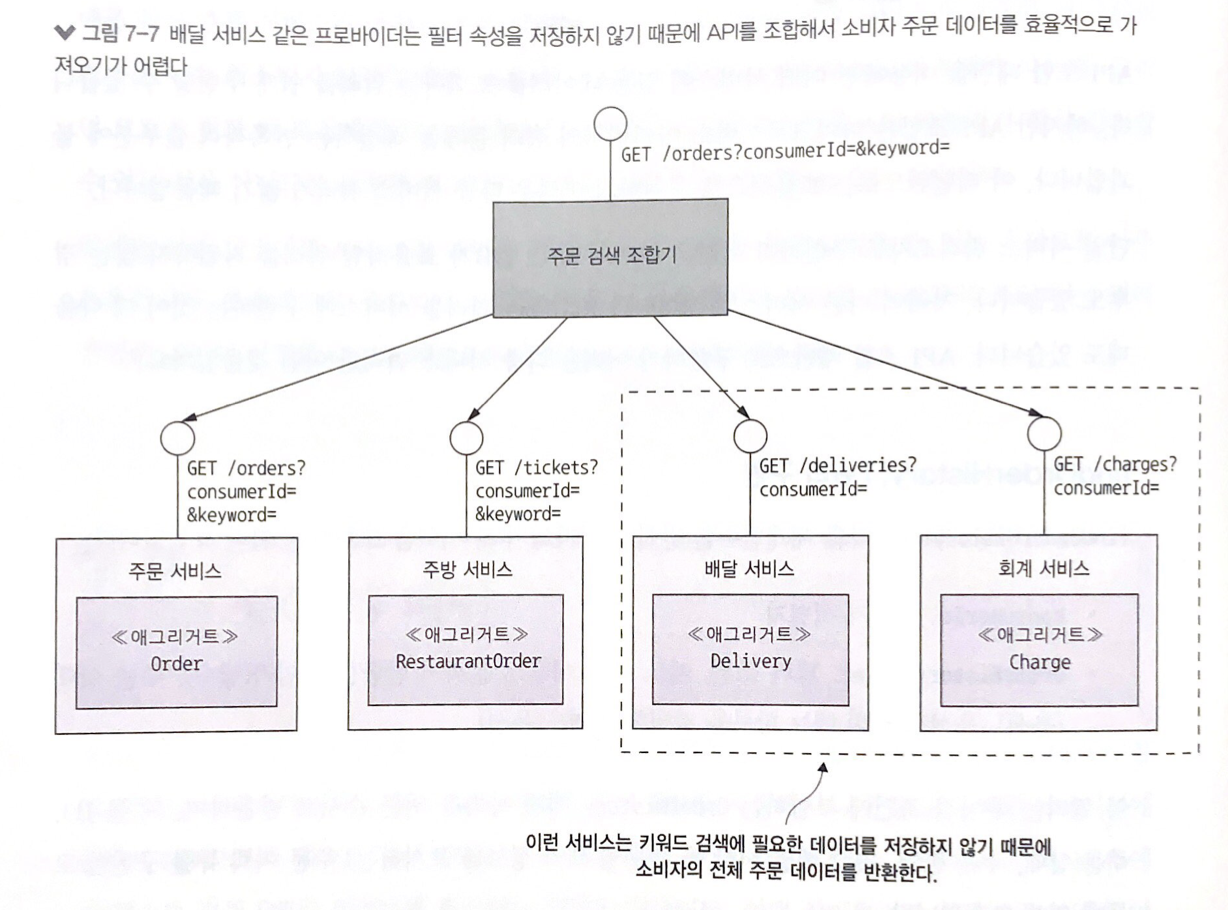 그림 7-7 배달 서비스 같은 프로바이더는 필터 속성을 저장하지 않기 때문에 API를 조합해서 소비자 주문 데이터를 효율적으로 가
져오기가 어렵다
GET /orders?consumerId=&keyword=
주문 검색 조합기
GET /orders?
consumerId=
&keyword=
주문 서비스
≪애그리거트≫
Order
GET /tickets?
consumerId=
&keyword=
주방 서비스
≪애그리거트≫
RestaurantOrder
GET /deliveries?
consumerId=
배달 서비스
≪애그리거트≫
Delivery
GET /charges?
consumerId=
회계 서비스
≪애그리거트≫
Charge
이런 서비스는 키워드 검색에 필요한 데이터를 저장하지 않기 때문에
소비자의 전체 주문 데이터를 반환한다.